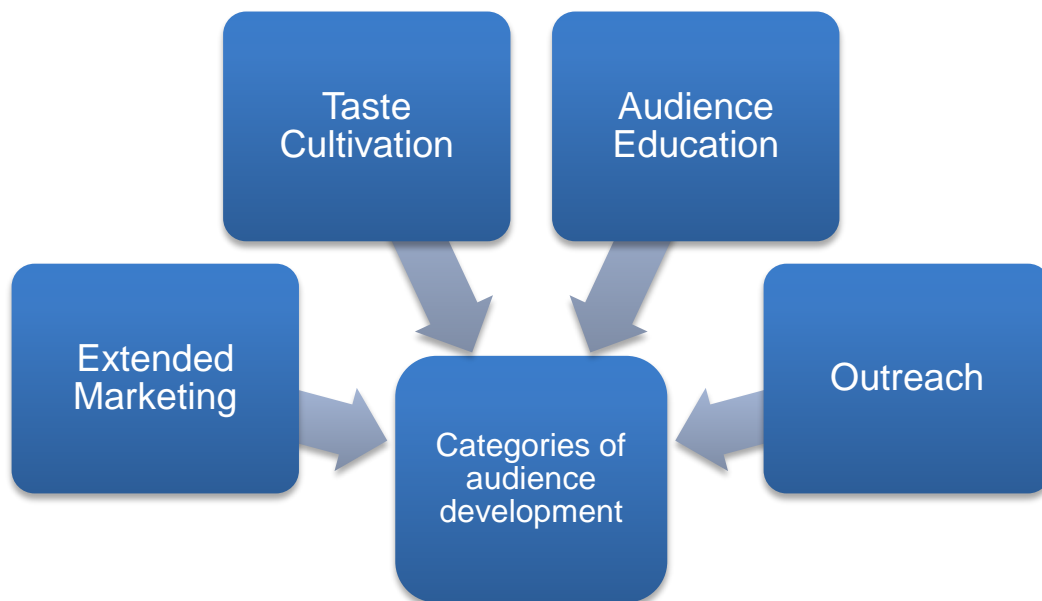 Taste
Cultivation
Audience
Education
Extended
Marketing
Outreach
Categories of
audience
development